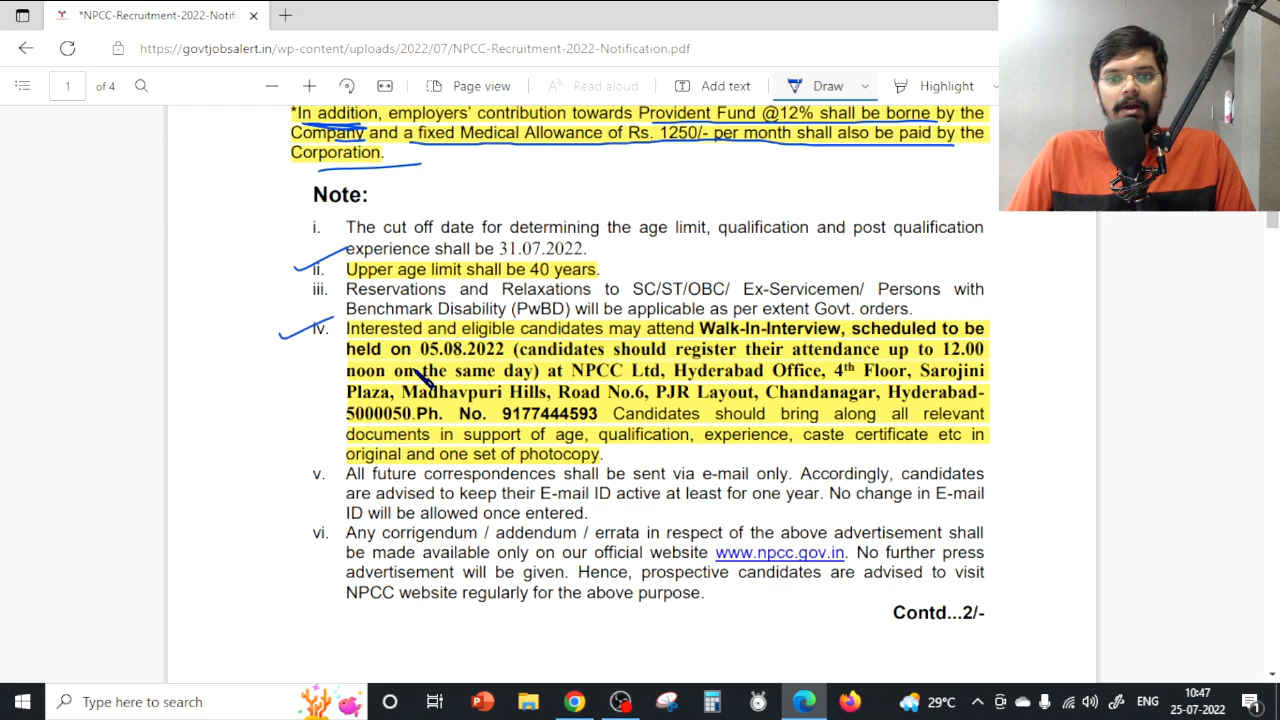 *NPCC-Recruitment-2022-Notifi
https://govtjobsalert.in/wp-content/uploads/2022/07/NPCC-Recruitment-2022-Notification.pdf
1 of 4 Page view Read aloud Add text Draw Highlight
*In addition, employers' contribution towards Provident Fund @12% shall be borne by the
Company and a fixed Medical Allowance of Rs. 1250/- per month shall also be paid by the
Corporation.
Note:
i. The cut off date for determining the age limit, qualification and post qualification
experience shall be 31.07.2022.
ii. Upper age limit shall be 40 years.
iii. Reservations and Relaxations to SC/ST/OBC/ Ex-Servicemen/ Persons with
Benchmark Disability (PwBD) will be applicable as per extent Govt. orders.
iv. Interested and eligible candidates may attend Walk-In-Interview, scheduled to be
held on 05.08.2022 (candidates should register their attendance up to 12.00
noon on the same day) at NPCC Ltd, Hyderabad Office, 4th Floor, Sarojini
Plaza, Madhavpuri Hills, Road No.6, PJR Layout, Chandanagar, Hyderabad-
5000050.Ph. No. 9177444593 Candidates should bring along all relevant
documents in support of age, qualification, experience, caste certificate etc in
original and one set of photocopy.
v. All future correspondences shall be sent via e-mail only. Accordingly, candidates
are advised to keep their E-mail ID active at least for one year. No change in E-mail
ID will be allowed once entered.
vi. Any corrigendum / addendum / errata in respect of the above advertisement shall
be made available only on our official website www.npcc.gov.in. No further press
advertisement will be given. Hence, prospective candidates are advised to visit
NPCC website regularly for the above purpose.
Contd...2/-
Type here to search
29°C ENG 10:47
25-07-2022